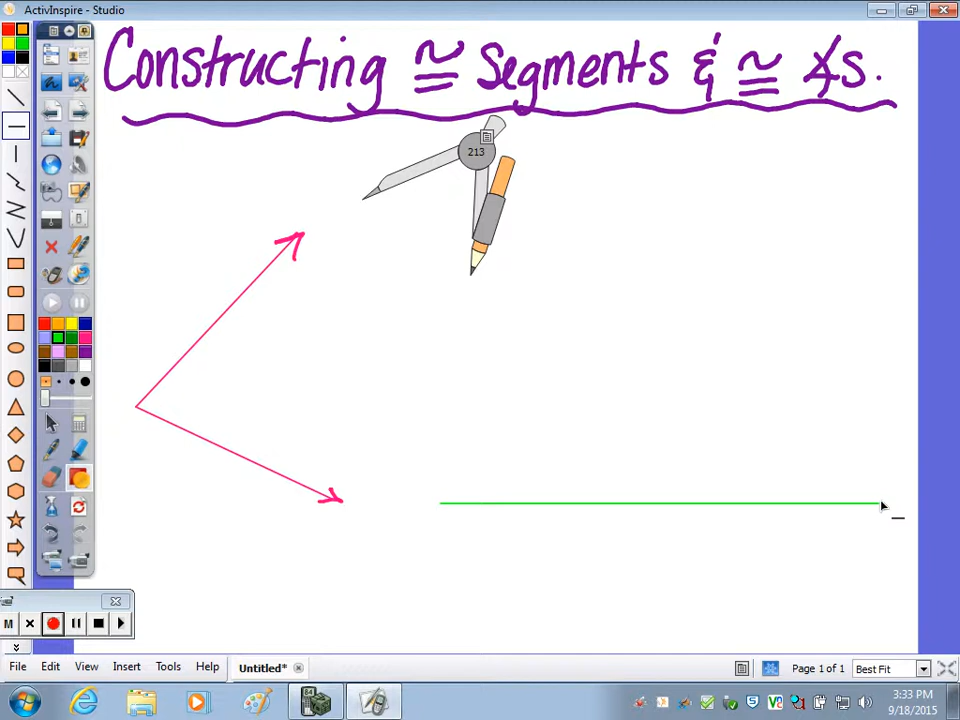 ActivInspire - Studio
Constructing ≅ Segments & ≅ ∡s.
213
M
File Edit View Insert Tools Help Untitled* Page 1 of 1 Best Fit
3:33 PM
9/18/2015